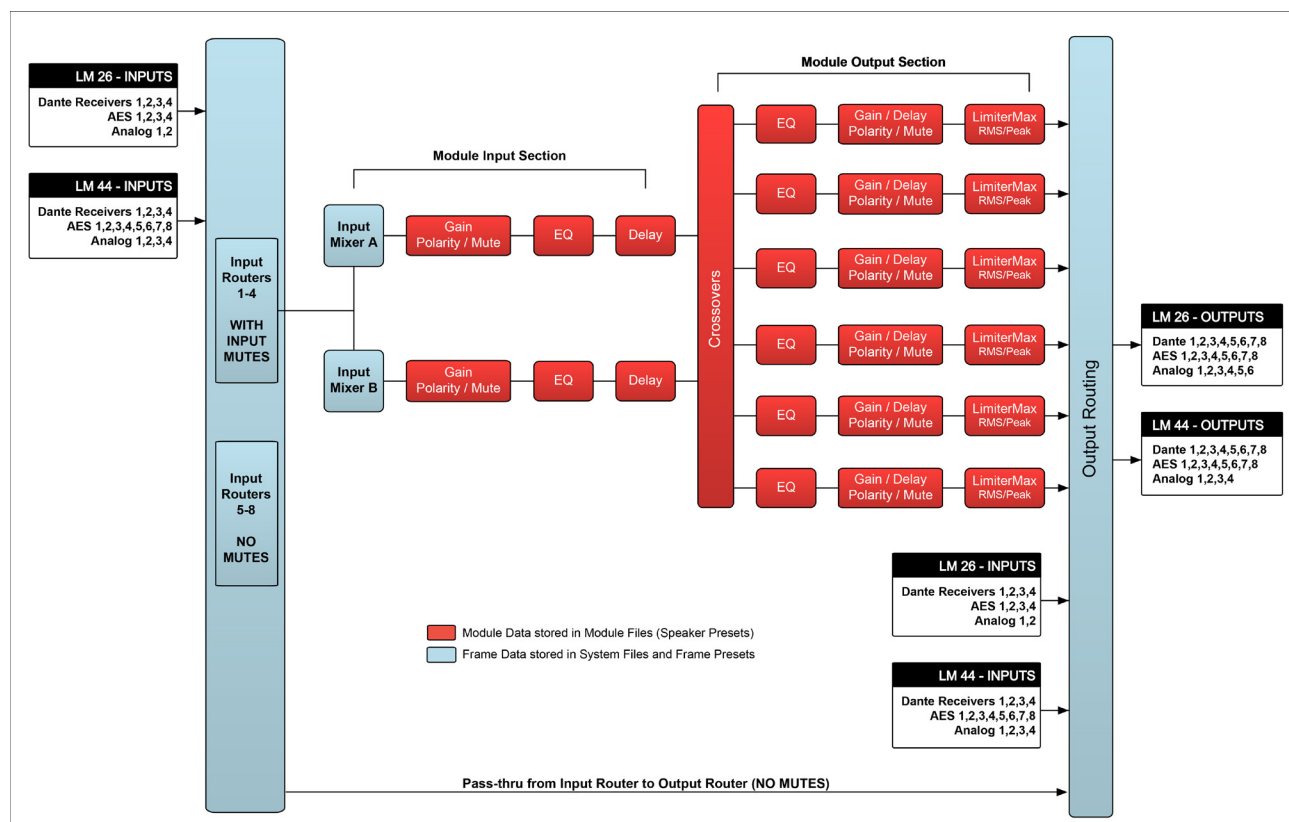 LM 26 - INPUTS
Dante Receivers 1,2,3,4
AES 1,2,3,4
Analog 1,2
LM 44 - INPUTS
Dante Receivers 1,2,3,4
AES 1,2,3,4,5,6,7,8
Analog 1,2,3,4
Input
Routers
1-4
WITH
INPUT
MUTES
Input
Routers
5-8
NO
MUTES
Module Input Section
Input
Mixer A
Gain
Polarity / Mute
EQ
Delay
Input
Mixer B
Gain
Polarity / Mute
EQ
Delay
Crossovers
Module Output Section
EQ
Gain / Delay
Polarity / Mute
LimiterMax
RMS/Peak
EQ
Gain / Delay
Polarity / Mute
LimiterMax
RMS/Peak
EQ
Gain / Delay
Polarity / Mute
LimiterMax
RMS/Peak
EQ
Gain / Delay
Polarity / Mute
LimiterMax
RMS/Peak
EQ
Gain / Delay
Polarity / Mute
LimiterMax
RMS/Peak
EQ
Gain / Delay
Polarity / Mute
LimiterMax
RMS/Peak
Output Routing
LM 26 - OUTPUTS
Dante 1,2,3,4,5,6,7,8
AES 1,2,3,4,5,6,7,8
Analog 1,2,3,4,5,6
LM 44 - OUTPUTS
Dante 1,2,3,4,5,6,7,8
AES 1,2,3,4,5,6,7,8
Analog 1,2,3,4
LM 26 - INPUTS
Dante Receivers 1,2,3,4
AES 1,2,3,4
Analog 1,2
LM 44 - INPUTS
Dante Receivers 1,2,3,4
AES 1,2,3,4,5,6,7,8
Analog 1,2,3,4
Module Data stored in Module Files (Speaker Presets)
Frame Data stored in System Files and Frame Presets
Pass-thru from Input Router to Output Router (NO MUTES)